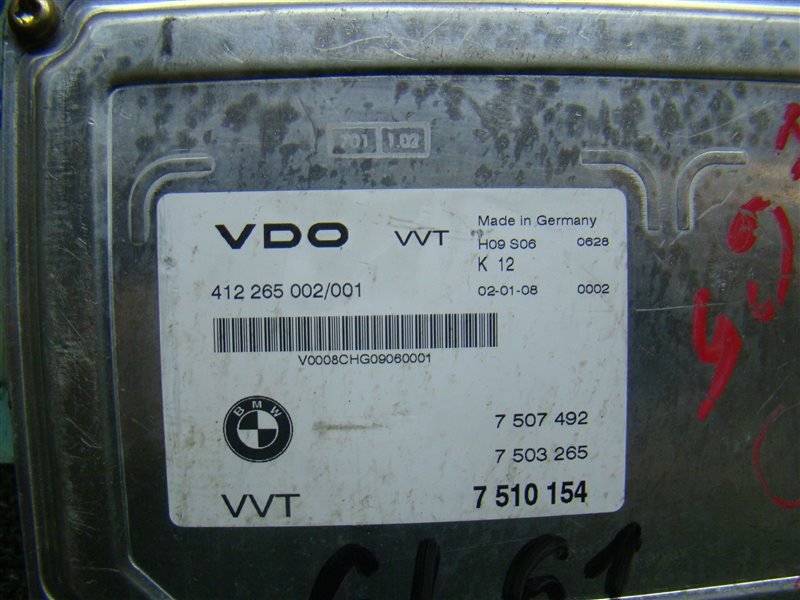 1.02
VDO VVT Made in Germany
H09 S06 0628
K 12
412 265 002/001 02-01-08 0002
V0008CHG09060001
BMW
7 507 492
7 503 265
VVT 7 510 154